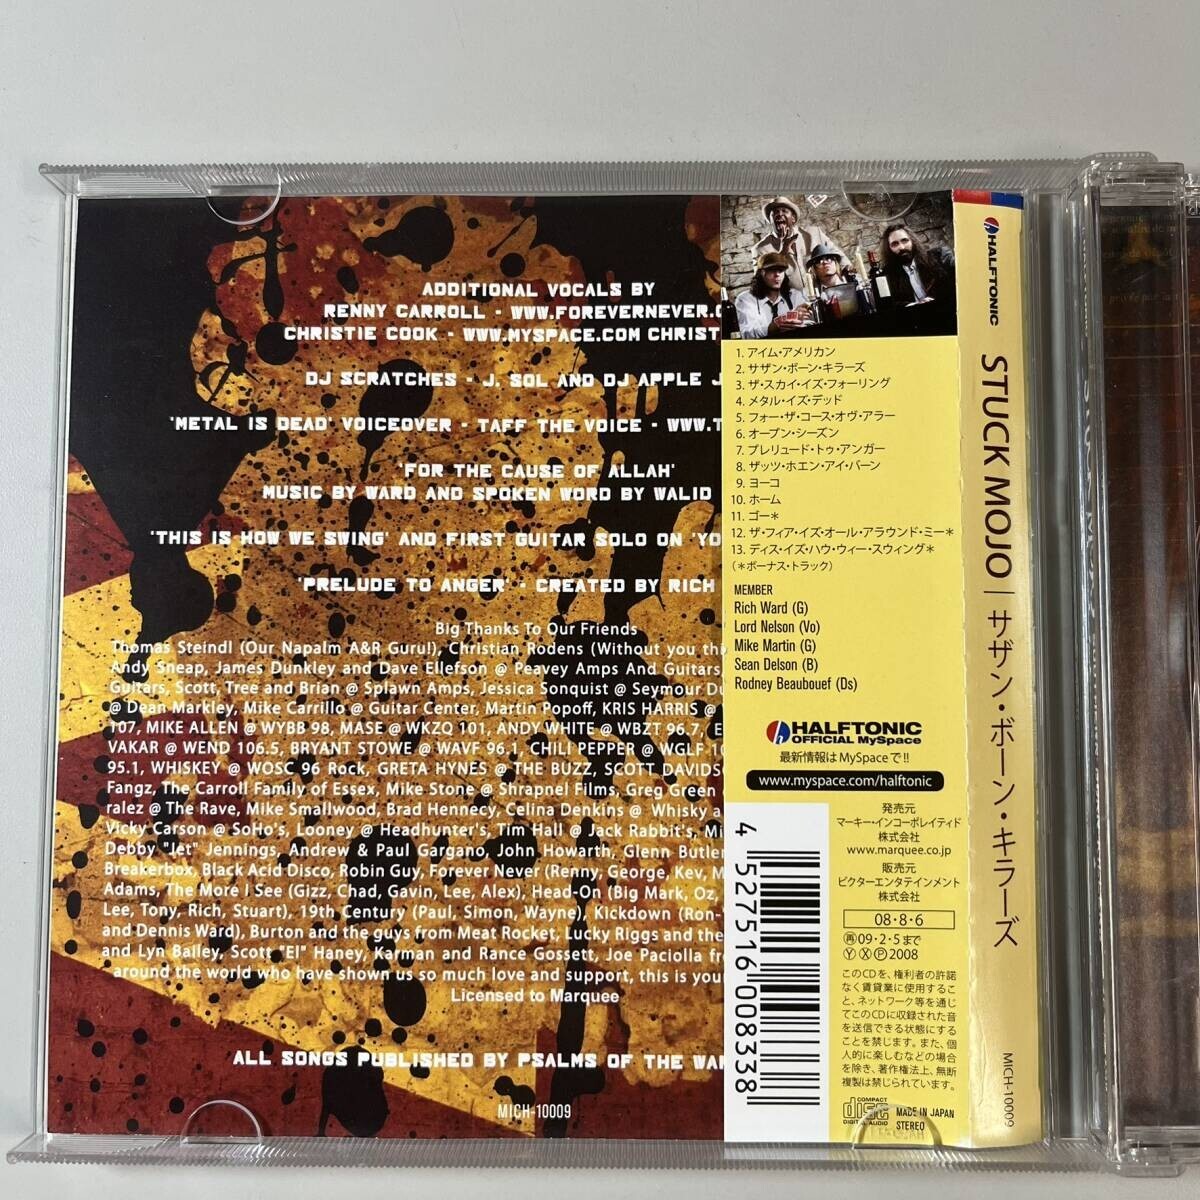 ADDITIONAL VOCALS BY
RENNY CARROLL - WWW.FOREVERNEVER.C
CHRISTIE COOK - WWW.MYSPACE.COM CHRIST
DJ SCRATCHES - J. SOL AND DJ APPLE J
'METAL IS DEAD' VOICEOVER - TAFF THE VOICE - WWW.T
'FOR THE CAUSE OF ALLAH'
MUSIC BY WARD AND SPOKEN WORD BY WALID
'THIS IS HOW WE SWING' AND FIRST GUITAR SOLO ON 'YO
'PRELUDE TO ANGER' - CREATED BY RICH
Big Thanks To Our Friends
Thomas Steindl (Our Napalm A&R Guru!), Christian Rodens (Without you thi
Andy Sneap, James Dunkley and Dave Ellefson @ Peavey Amps And Guitars,
Guitars, Scott, Tree and Brian @ Splawn Amps, Jessica Sonquist @ Seymour Du
@ Dean Markley, Mike Carrillo @ Guitar Center, Martin Popoff, KRIS HARRIS @
107, MIKE ALLEN @ WYBB 98, MASE @ WKZQ 101, ANDY WHITE @ WBZT 96.7, E
VAKAR @ WEND 106.5, BRYANT STOWE @ WAVF 96.1, CHILI PEPPER @ WGLF 10
95.1, WHISKEY @ WOSC 96 Rock, GRETA HYNES @ THE BUZZ, SCOTT DAVIDSO
Fangz, The Carroll Family of Essex, Mike Stone @ Shrapnel Films, Greg Green
ralez @ The Rave, Mike Smallwood, Brad Hennecy, Celina Denkins @ Whisky a
Vicky Carson @ SoHo's, Looney @ Headhunter's, Tim Hall @ Jack Rabbit's, Mi
Debby "Jet" Jennings, Andrew & Paul Gargano, John Howarth, Glenn Butler
Breakerbox, Black Acid Disco, Robin Guy, Forever Never (Renny, George, Kev, M
Adams, The More I See (Gizz, Chad, Gavin, Lee, Alex), Head-On (Big Mark, Oz,
Lee, Tony, Rich, Stuart), 19th Century (Paul, Simon, Wayne), Kickdown (Ron-
and Dennis Ward), Burton and the guys from Meat Rocket, Lucky Riggs and the
and Lyn Bailey, Scott "El" Haney, Karman and Rance Gossett, Joe Paciolla fr
around the world who have shown us so much love and support, this is your
Licensed to Marquee
ALL SONGS PUBLISHED BY PSALMS OF THE WAR
MICH-10009
1. アイム・アメリカン
2. サザン・ボーン・キラーズ
3. ザ・スカイ・イズ・フォーリング
4. メタル・イズ・デッド
5. フォー・ザ・コース・オヴ・アラー
6. オープン・シーズン
7. プレリュード・トゥ・アンガー
8. ザッツ・ホエン・アイ・バーン
9. ヨーコ
10. ホーム
11. ゴー*
12. ザ・フィア・イズ・オール・アラウンド・ミー*
13. ディス・イズ・ハウ・ウィー・スウィング*
(*ボーナス・トラック)
MEMBER
Rich Ward (G)
Lord Nelson (Vo)
Mike Martin (G)
Sean Delson (B)
Rodney Beaubouef (Ds)
HALFTONIC
OFFICIAL MySpace
最新情報はMySpaceで!!
www.myspace.com/halftonic
発売元
マーキー・インコーポレイティド
株式会社
www.marquee.co.jp
販売元
ビクターエンタテインメント
株式会社
08・8・6
再09・2・5まで
ⓎⓍⓅ2008
このCDを、権利者の許諾
なく賃貸業に使用するこ
と、ネットワーク等を通じ
てこのCDに収録された音
を送信できる状態にする
ことを禁じます。また、個
人的に楽しむなどの場合
を除き、著作権法上、無断
複製は禁じられています。
COMPACT
disc
DIGITAL AUDIO
MADE IN JAPAN
STEREO
4 527516 008338
HALFTONIC
STUCK MOJO | サザン・ボーン・キラーズ
MICH-10009